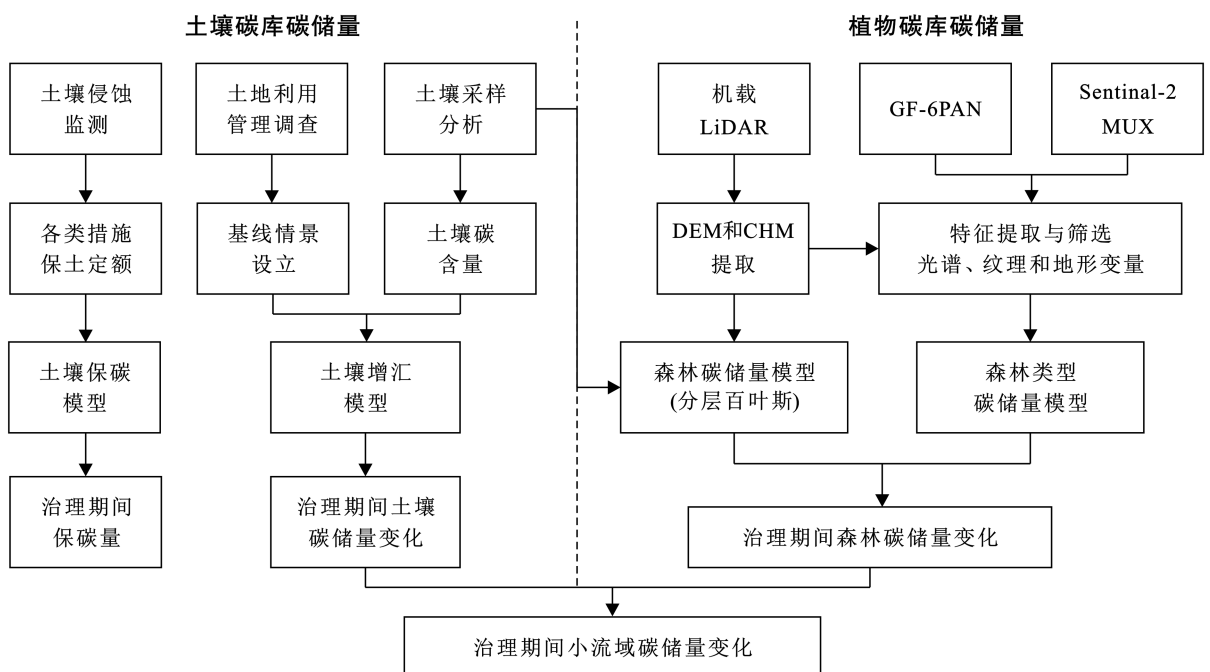 土壤碳库碳储量
植物碳库碳储量
土壤侵蚀
监测
土地利用
管理调查
土壤采样
分析
机载
LiDAR
GF-6PAN
Sentinal-2
MUX
各类措施
保土定额
基线情景
设立
土壤碳
含量
DEM和CHM
提取
特征提取与筛选
光谱、纹理和地形变量
土壤保碳
模型
土壤增汇
模型
森林碳储量模型
(分层百叶斯)
森林类型
碳储量模型
治理期间
保碳量
治理期间土壤
碳储量变化
治理期间森林碳储量变化
治理期间小流域碳储量变化